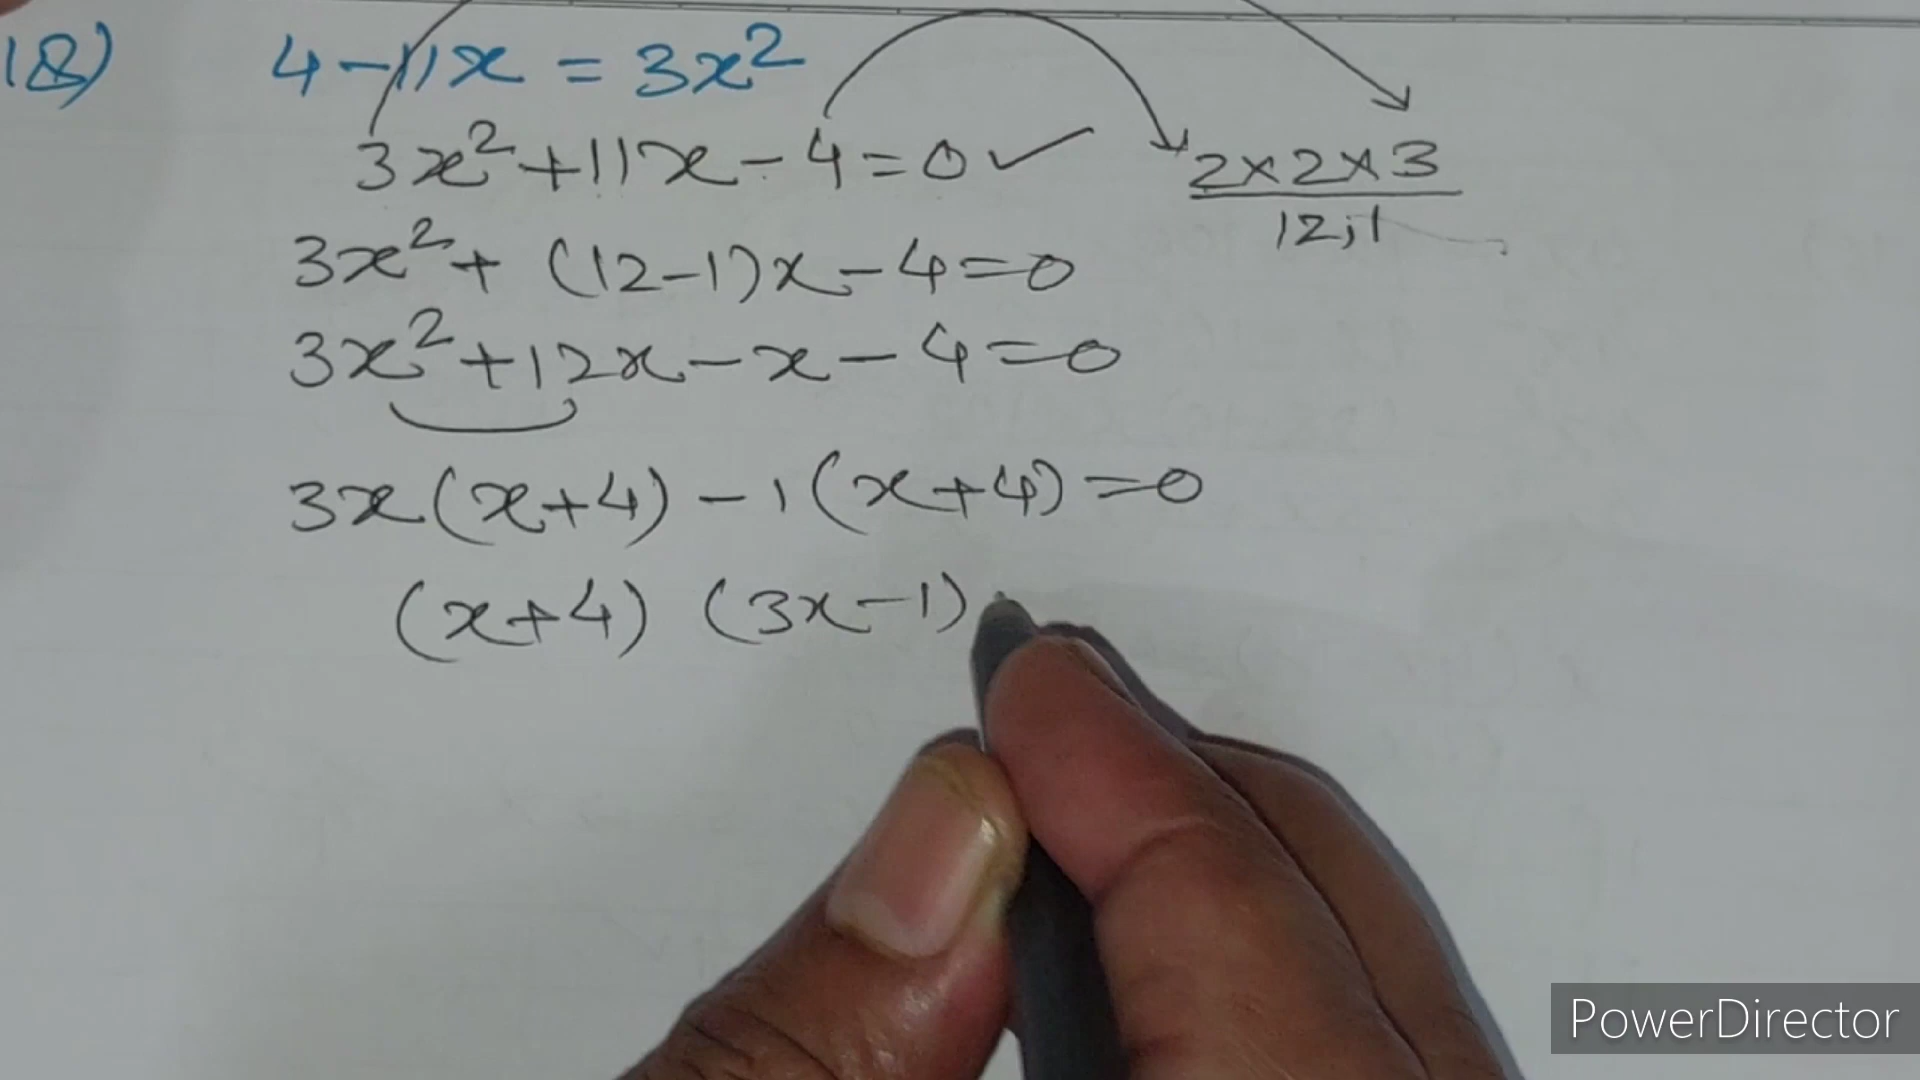 18) 4-11x = 3x²
3x²+11x-4=0✓
2×2×3
12,1
3x²+(12-1)x-4=0
3x²+12x-x-4=0
3x(x+4)-1(x+4)=0
(x+4) (3x-1)
PowerDirector